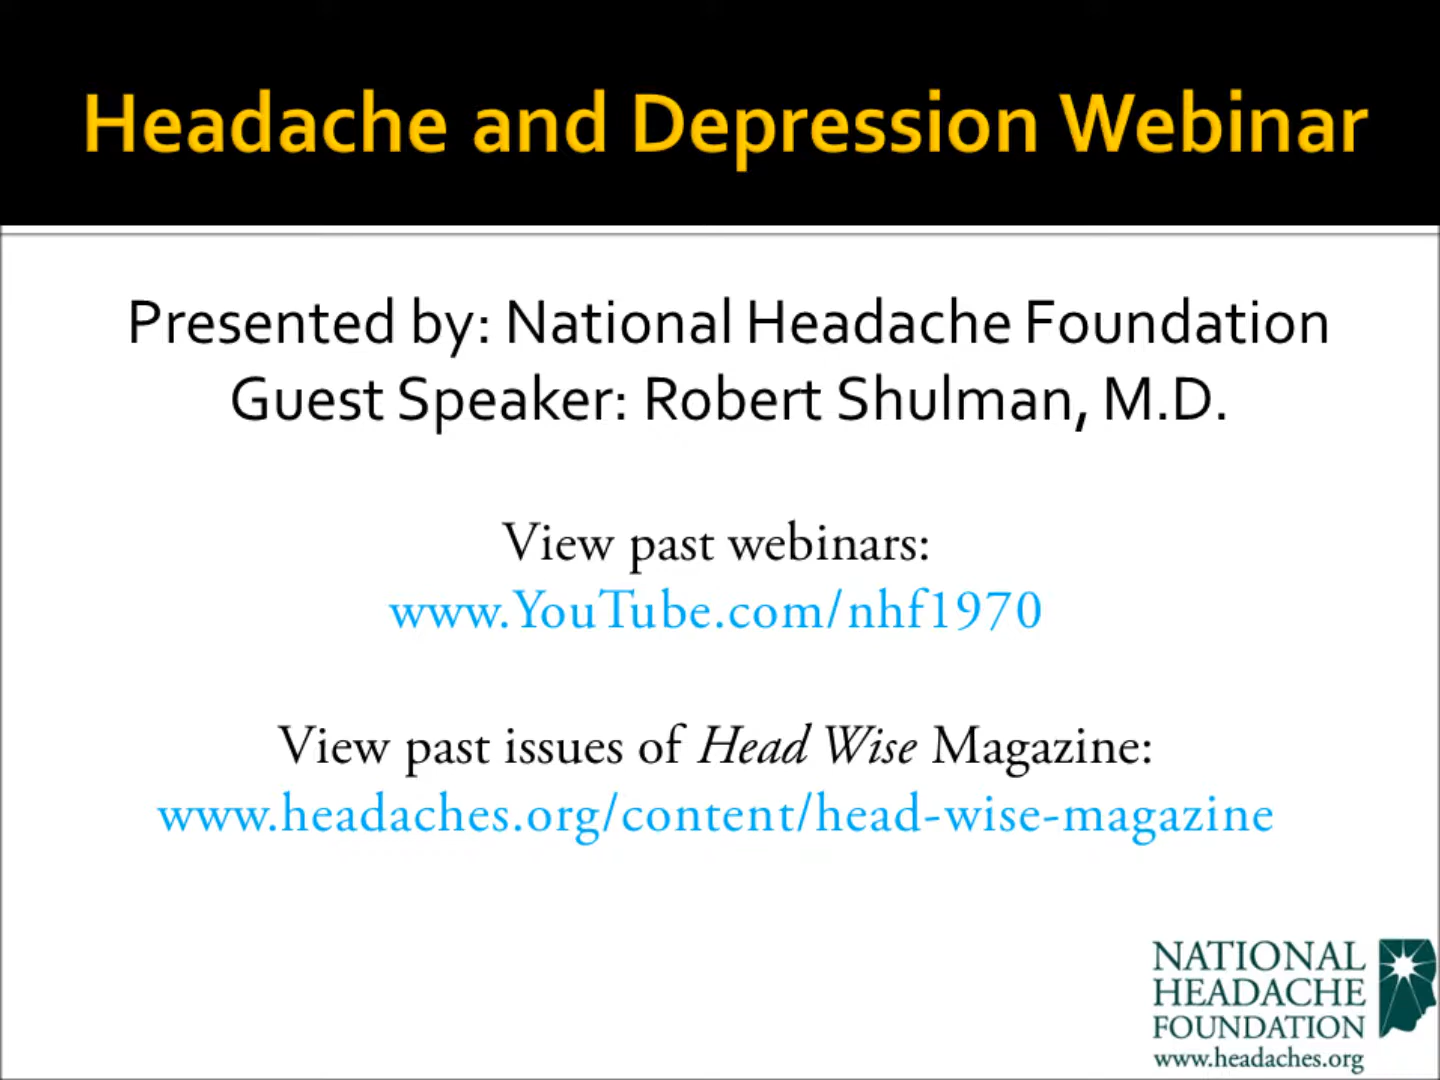 Headache and Depression Webinar
Presented by: National Headache Foundation
Guest Speaker: Robert Shulman, M.D.
View past webinars:
www.YouTube.com/nhf1970
View past issues of Head Wise Magazine:
www.headaches.org/content/head-wise-magazine
NATIONAL
HEADACHE
FOUNDATION
www.headaches.org